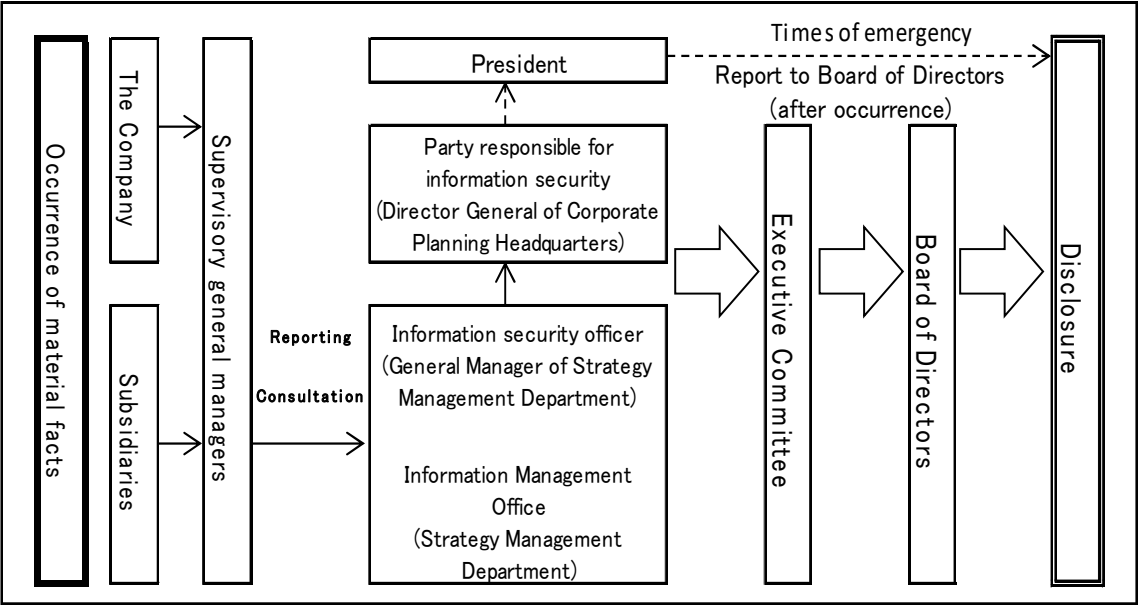 Occurrence of material facts
The Company
Subsidiaries
Supervisory general managers
Reporting
Consultation
President
Party responsible for
information security
(Director General of Corporate
Planning Headquarters)
Information security officer
(General Manager of Strategy
Management Department)
Information Management
Office
(Strategy Management
Department)
Times of emergency
Report to Board of Directors
(after occurrence)
Executive Committee
Board of Directors
Disclosure